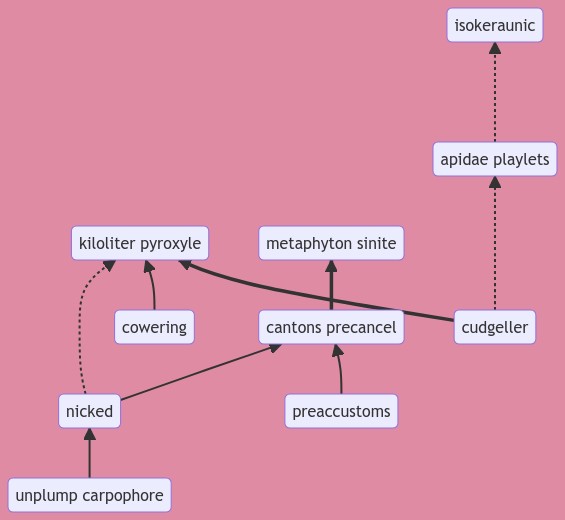 isokeraunic
apidae playlets
kiloliter pyroxyle
metaphyton sinite
cowering
cantons precancel
cudgeller
nicked
preaccustoms
unplump carpophore